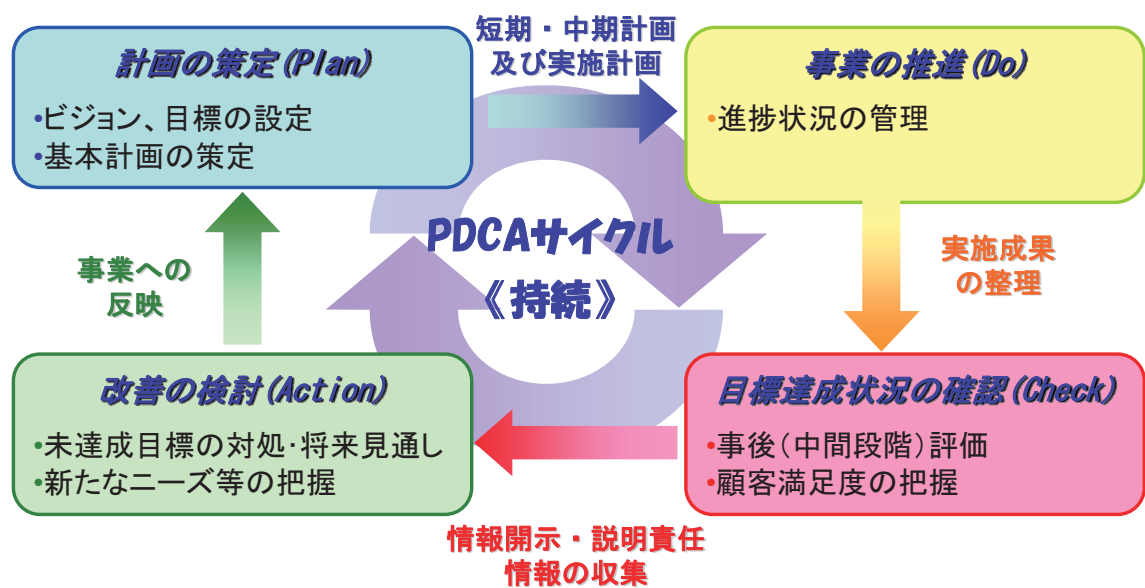 計画の策定(Plan)
•ビジョン、目標の設定
•基本計画の策定
短期・中期計画
及び実施計画
事業の推進(Do)
•進捗状況の管理
事業への
反映
PDCAサイクル
《持続》
実施成果
の整理
改善の検討(Action)
•未達成目標の対処･将来見通し
•新たなニーズ等の把握
目標達成状況の確認(Check)
•事後(中間段階)評価
•顧客満足度の把握
情報開示・説明責任
情報の収集